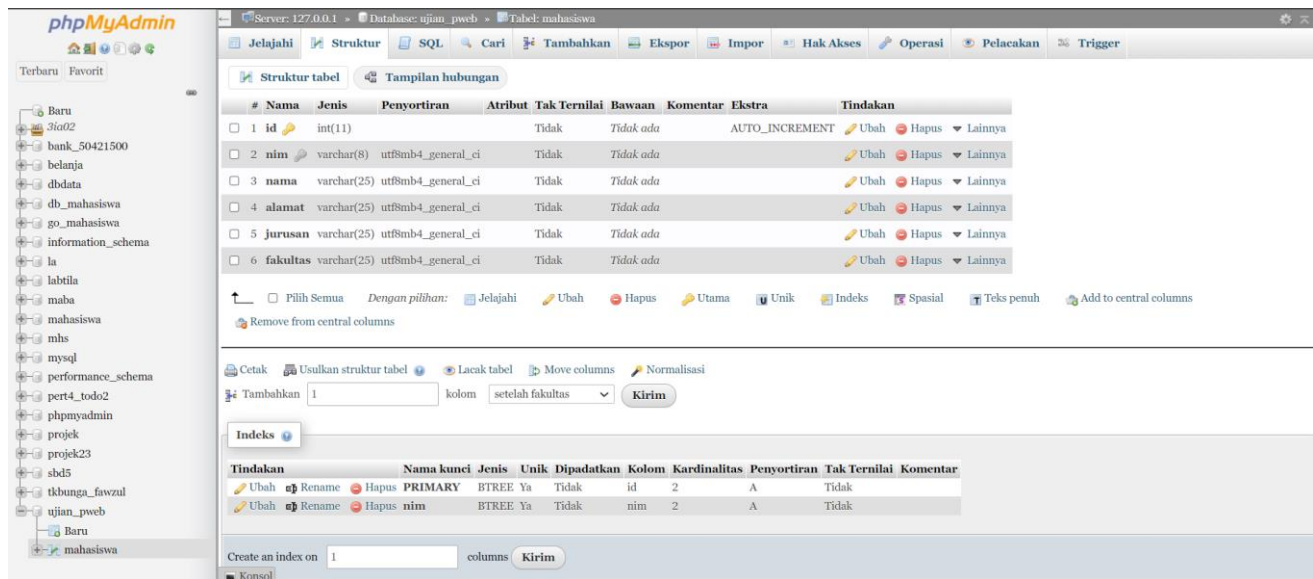 phpMyAdmin
Terbaru Favorit
Baru
3ia02
bank_50421500
belanja
dbdata
db_mahasiswa
go_mahasiswa
information_schema
la
labtila
maba
mahasiswa
mhs
mysql
performance_schema
pert4_todo2
phpmyadmin
projek
projek23
sbd5
tkbunga_fawzul
ujian_pweb
Baru
mahasiswa
Server: 127.0.0.1 » Database: ujian_pweb » Tabel: mahasiswa
Jelajahi Struktur SQL Cari Tambahkan Ekspor Impor Hak Akses Operasi Pelacakan Trigger
Struktur tabel Tampilan hubungan
# Nama Jenis Penyortiran Atribut Tak Ternilai Bawaan Komentar Ekstra Tindakan
1 id int(11) Tidak Tidak ada AUTO_INCREMENT Ubah Hapus Lainnya
2 nim varchar(8) utf8mb4_general_ci Tidak Tidak ada Ubah Hapus Lainnya
3 nama varchar(25) utf8mb4_general_ci Tidak Tidak ada Ubah Hapus Lainnya
4 alamat varchar(25) utf8mb4_general_ci Tidak Tidak ada Ubah Hapus Lainnya
5 jurusan varchar(25) utf8mb4_general_ci Tidak Tidak ada Ubah Hapus Lainnya
6 fakultas varchar(25) utf8mb4_general_ci Tidak Tidak ada Ubah Hapus Lainnya
Pilih Semua Dengan pilihan: Jelajahi Ubah Hapus Utama Unik Indeks Spasial Teks penuh Add to central columns
Remove from central columns
Cetak Usulkan struktur tabel Lacak tabel Move columns Normalisasi
Tambahkan 1 kolom setelah fakultas Kirim
Indeks
Tindakan Nama kunci Jenis Unik Dipadatkan Kolom Kardinalitas Penyortiran Tak Ternilai Komentar
Ubah Rename Hapus PRIMARY BTREE Ya Tidak id 2 A Tidak
Ubah Rename Hapus nim BTREE Ya Tidak nim 2 A Tidak
Create an index on 1 columns Kirim
Konsol